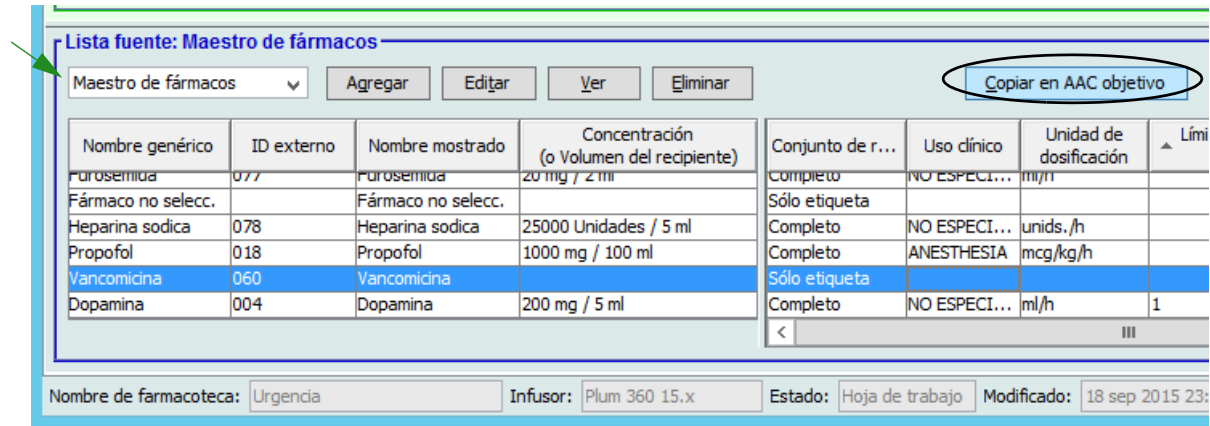 Lista fuente: Maestro de fármacos
Maestro de fármacos Agregar Editar Ver Eliminar Copiar en AAC objetivo
Nombre genérico ID externo Nombre mostrado Concentración (o Volumen del recipiente) Conjunto de r... Uso clínico Unidad de dosificación Lími
Furosemida 077 Furosemida 20 mg / 2 ml Completo NO ESPECI... ml/h
Fármaco no selecc. Fármaco no selecc. Sólo etiqueta
Heparina sodica 078 Heparina sodica 25000 Unidades / 5 ml Completo NO ESPECI... unids./h
Propofol 018 Propofol 1000 mg / 100 ml Completo ANESTHESIA mcg/kg/h
Vancomicina 060 Vancomicina Sólo etiqueta
Dopamina 004 Dopamina 200 mg / 5 ml Completo NO ESPECI... ml/h 1
Nombre de farmacoteca: Urgencia Infusor: Plum 360 15.x Estado: Hoja de trabajo Modificado: 18 sep 2015 23: